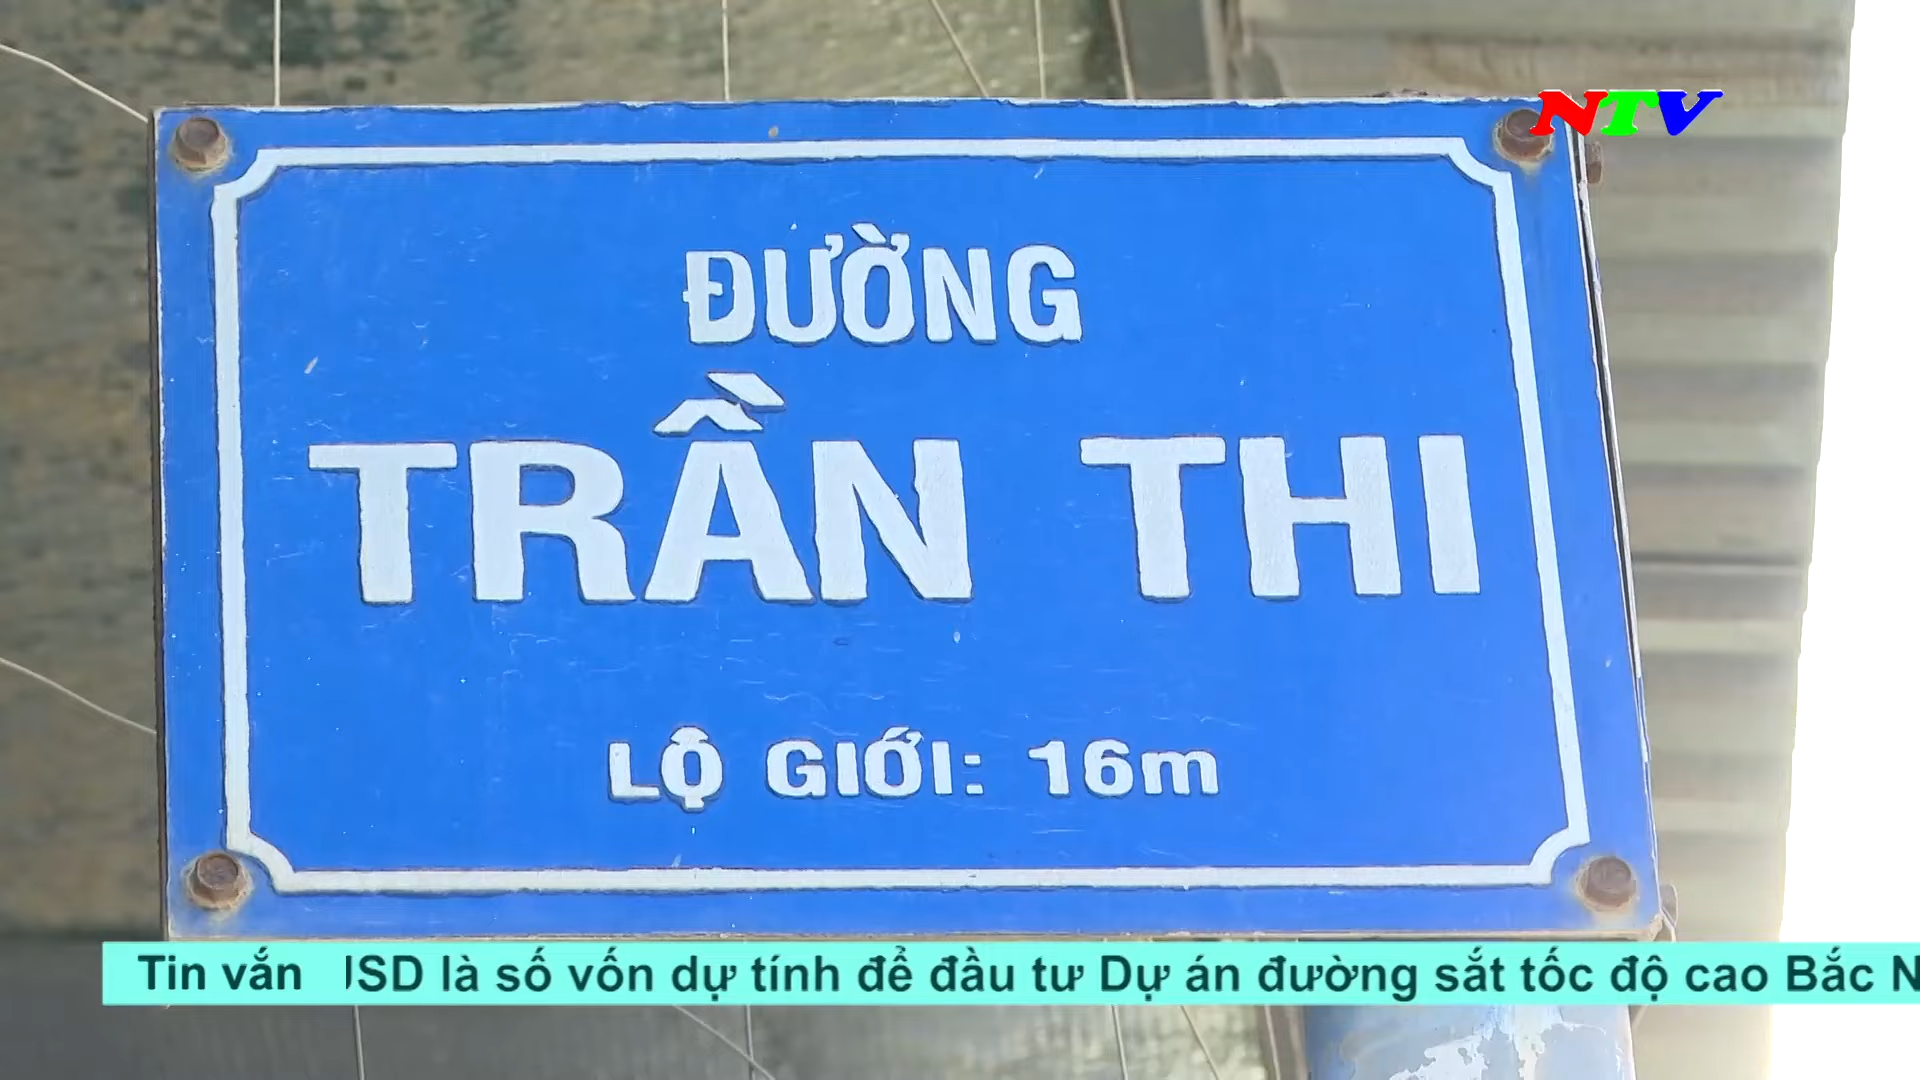 NTV
ĐƯỜNG
TRẦN THI
LỘ GIỚI: 16m
Tin vắn
SD là số vốn dự tính để đầu tư Dự án đường sắt tốc độ cao Bắc